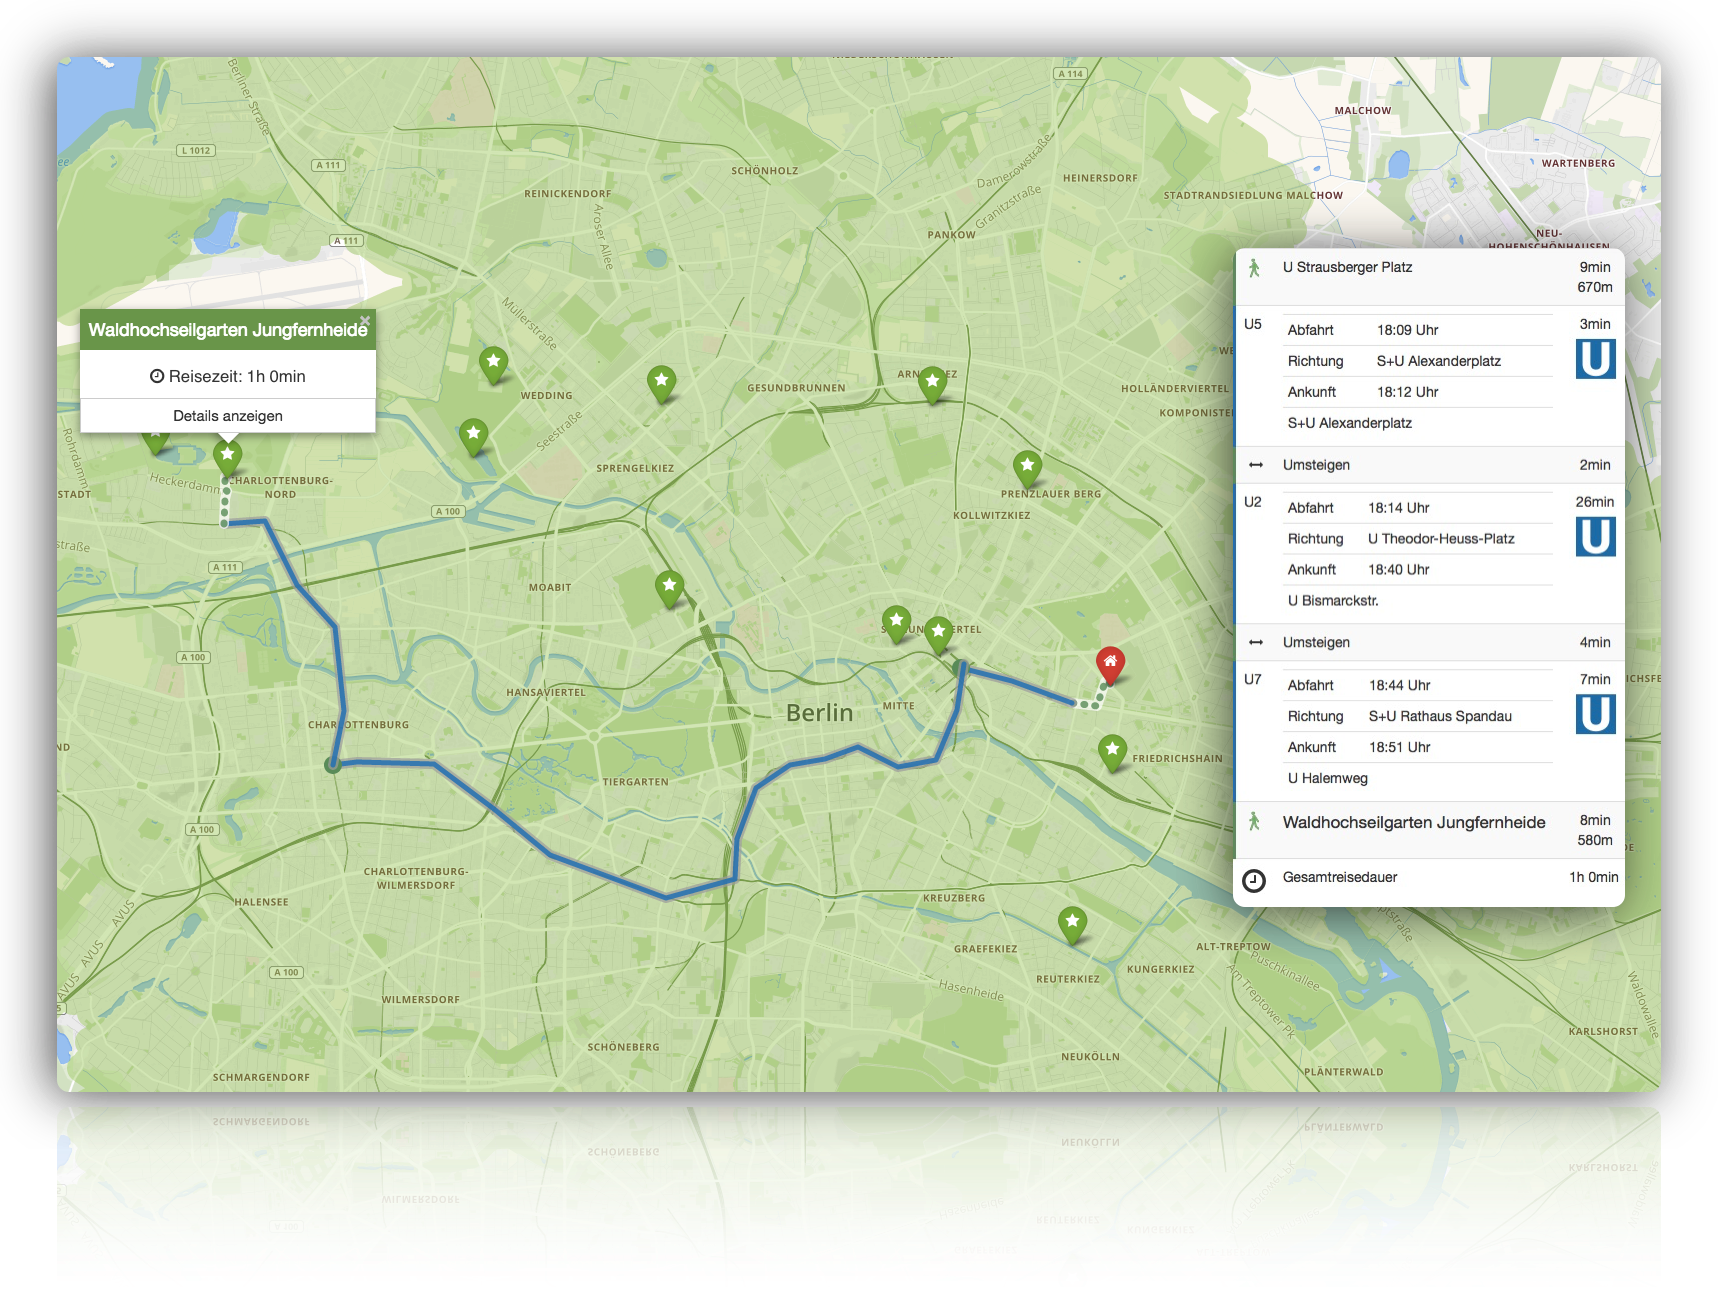 A 114
MALCHOW
Berliner Straße
L 1012
A 111
SCHÖNHOLZ
Damerowstraße
HEINERSDORF
WARTENBERG
REINICKENDORF
Granitzstraße
STADTRANDSIEDLUNG MALCHOW
Aroser Allee
A 111
PANKOW
NEU-
HOHENSCHÖNHAUSEN
Waldhochseilgarten Jungfernheide
Reisezeit: 1h 0min
Details anzeigen
Müllerstraße
WEDDING
GESUNDBRUNNEN
HOLLÄNDERVIERTEL
Seestraße
SPRENGELKIEZ
Rohrdamm
Heckerdamm
CHARLOTTENBURG-
NORD
STADT
A 100
PRENZLAUER BERG
KOLLWITZKIEZ
straße
A 111
MOABIT
A 100
HANSAVIERTEL
Berlin
MITTE
CHARLOTTENBURG
FRIEDRICHSHAIN
TIERGARTEN
A 100
CHARLOTTENBURG-
WILMERSDORF
HALENSEE
KREUZBERG
AVUS
AVUS
AVUS
GRAEFEKIEZ
ALT-TREPTOW
Puschkinallee
A 100
REUTERKIEZ
KUNGERKIEZ
Hasenheide
Am Treptower Pk
WILMERSDORF
Waldowallee
KARLSHORST
SCHÖNEBERG
NEUKÖLLN
SCHMARGENDORF
PLÄNTERWALD
U Strausberger Platz 9min
670m
U5 Abfahrt 18:09 Uhr 3min
Richtung S+U Alexanderplatz U
Ankunft 18:12 Uhr
S+U Alexanderplatz
Umsteigen 2min
U2 Abfahrt 18:14 Uhr 26min
Richtung U Theodor-Heuss-Platz U
Ankunft 18:40 Uhr
U Bismarckstr.
Umsteigen 4min
U7 Abfahrt 18:44 Uhr 7min
Richtung S+U Rathaus Spandau U
Ankunft 18:51 Uhr
U Halemweg
Waldhochseilgarten Jungfernheide 8min
580m
Gesamtreisedauer 1h 0min